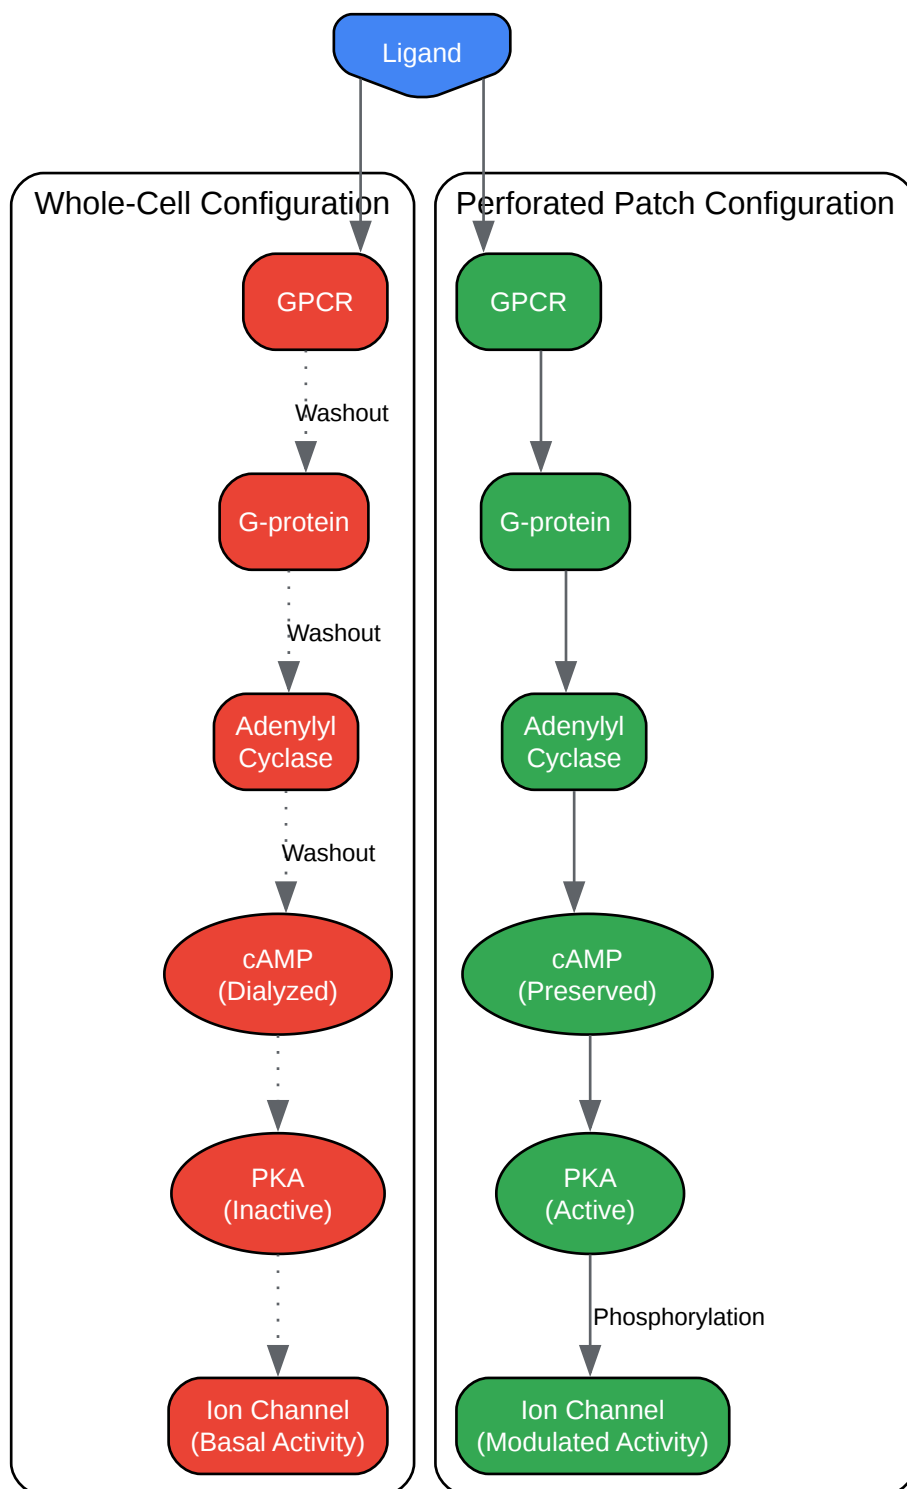 Ligand
Whole-Cell Configuration
GPCR
Washout
G-protein
Washout
Adenylyl
Cyclase
Washout
cAMP
(Dialyzed)
PKA
(Inactive)
Ion Channel
(Basal Activity)
Perforated Patch Configuration
GPCR
G-protein
Adenylyl
Cyclase
cAMP
(Preserved)
PKA
(Active)
Phosphorylation
Ion Channel
(Modulated Activity)